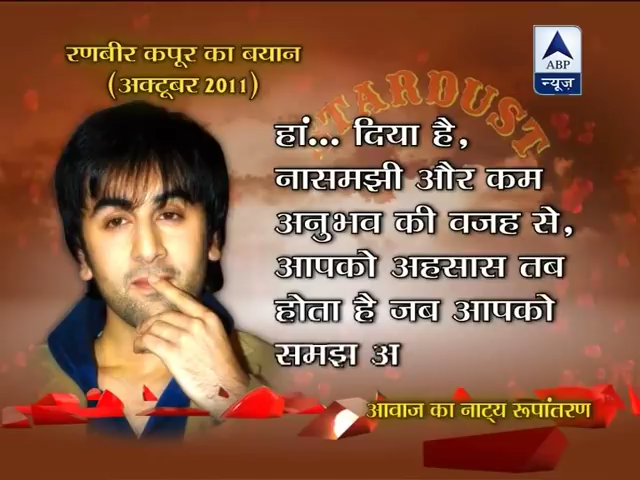 रणबीर कपूर का बयान
(अक्टूबर 2011)
ABP
न्यूज़
STARDUST
हां... दिया है,
नासमझी और कम
अनुभव की वजह से,
आपको अहसास तब
होता है जब आपको
समझ अ
आवाज का नाट्य रूपांतरण